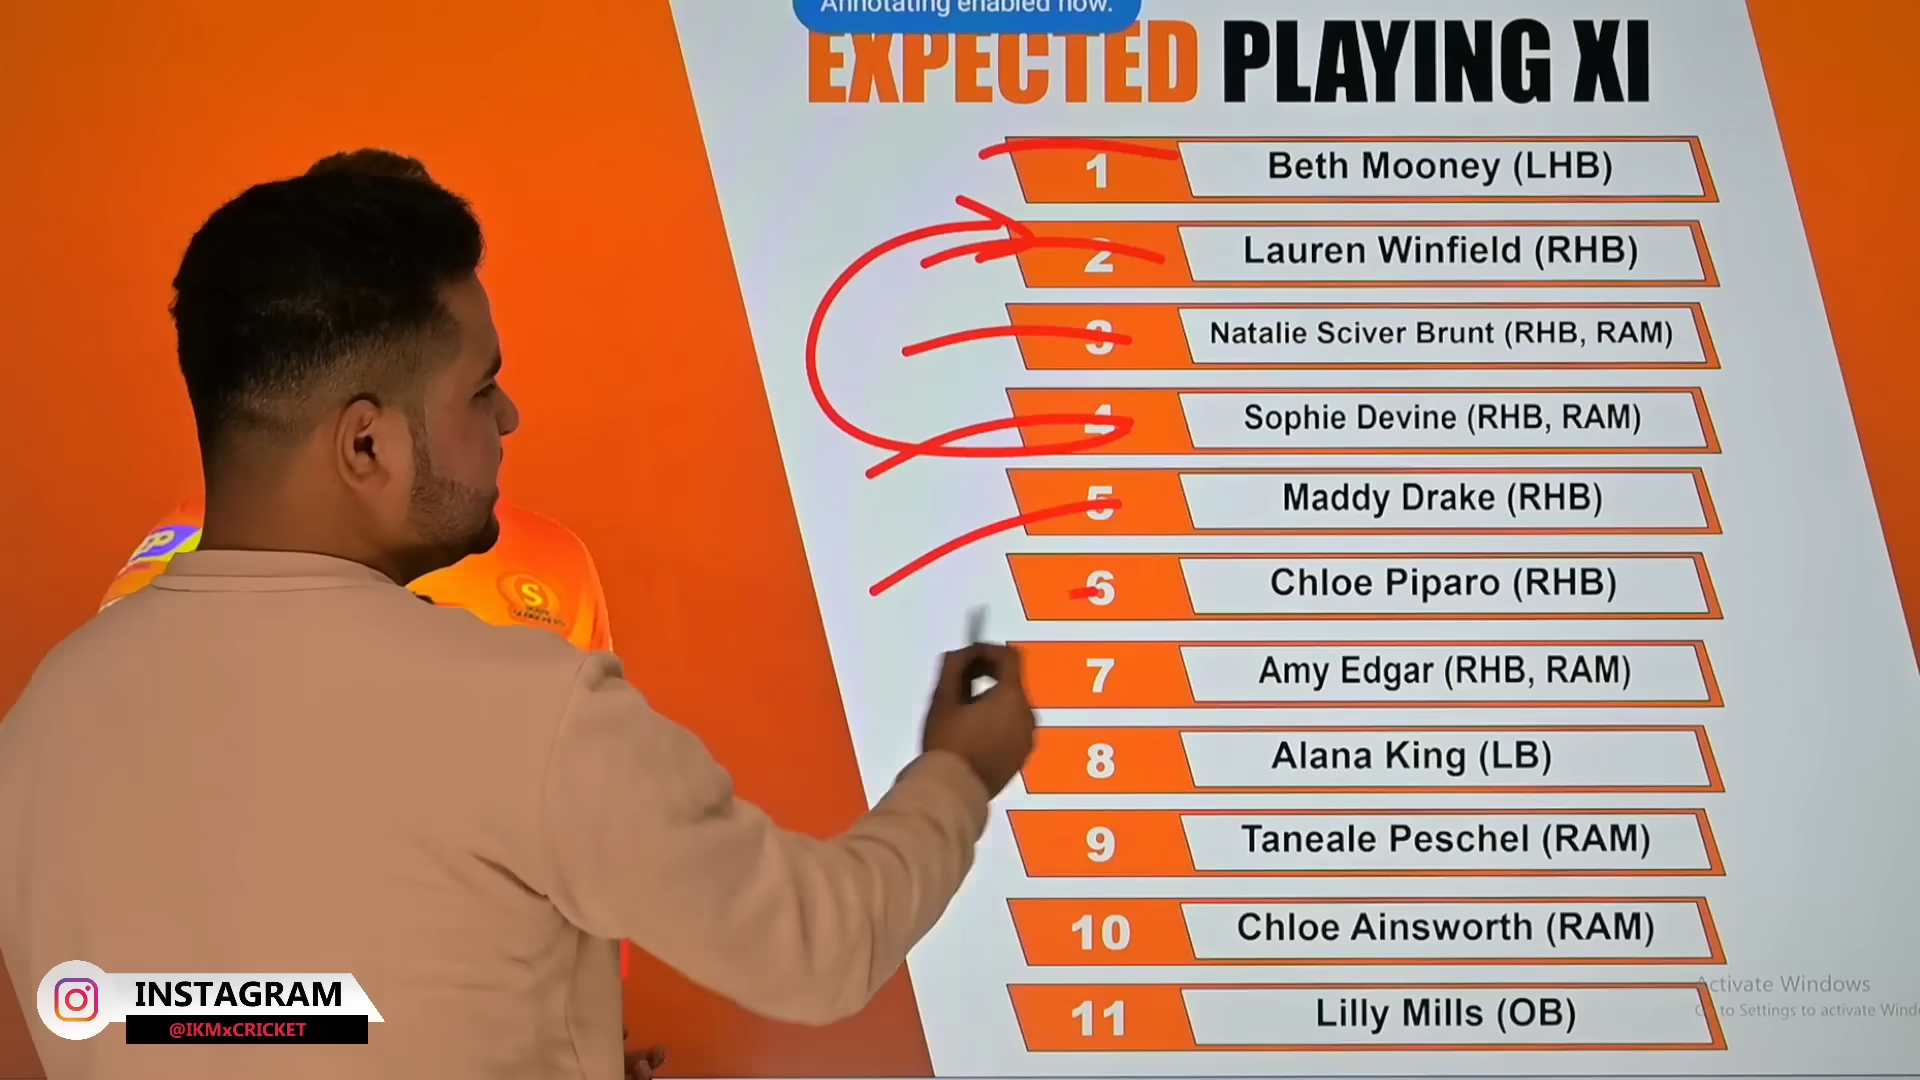 Annotating enabled now.
EXPECTED PLAYING XI
1 Beth Mooney (LHB)
2 Lauren Winfield (RHB)
3 Natalie Sciver Brunt (RHB, RAM)
4 Sophie Devine (RHB, RAM)
5 Maddy Drake (RHB)
6 Chloe Piparo (RHB)
7 Amy Edgar (RHB, RAM)
8 Alana King (LB)
9 Taneale Peschel (RAM)
10 Chloe Ainsworth (RAM)
11 Lilly Mills (OB)
Activate Windows
to Settings to activate
S
INSTAGRAM
@IKMxCRICKET